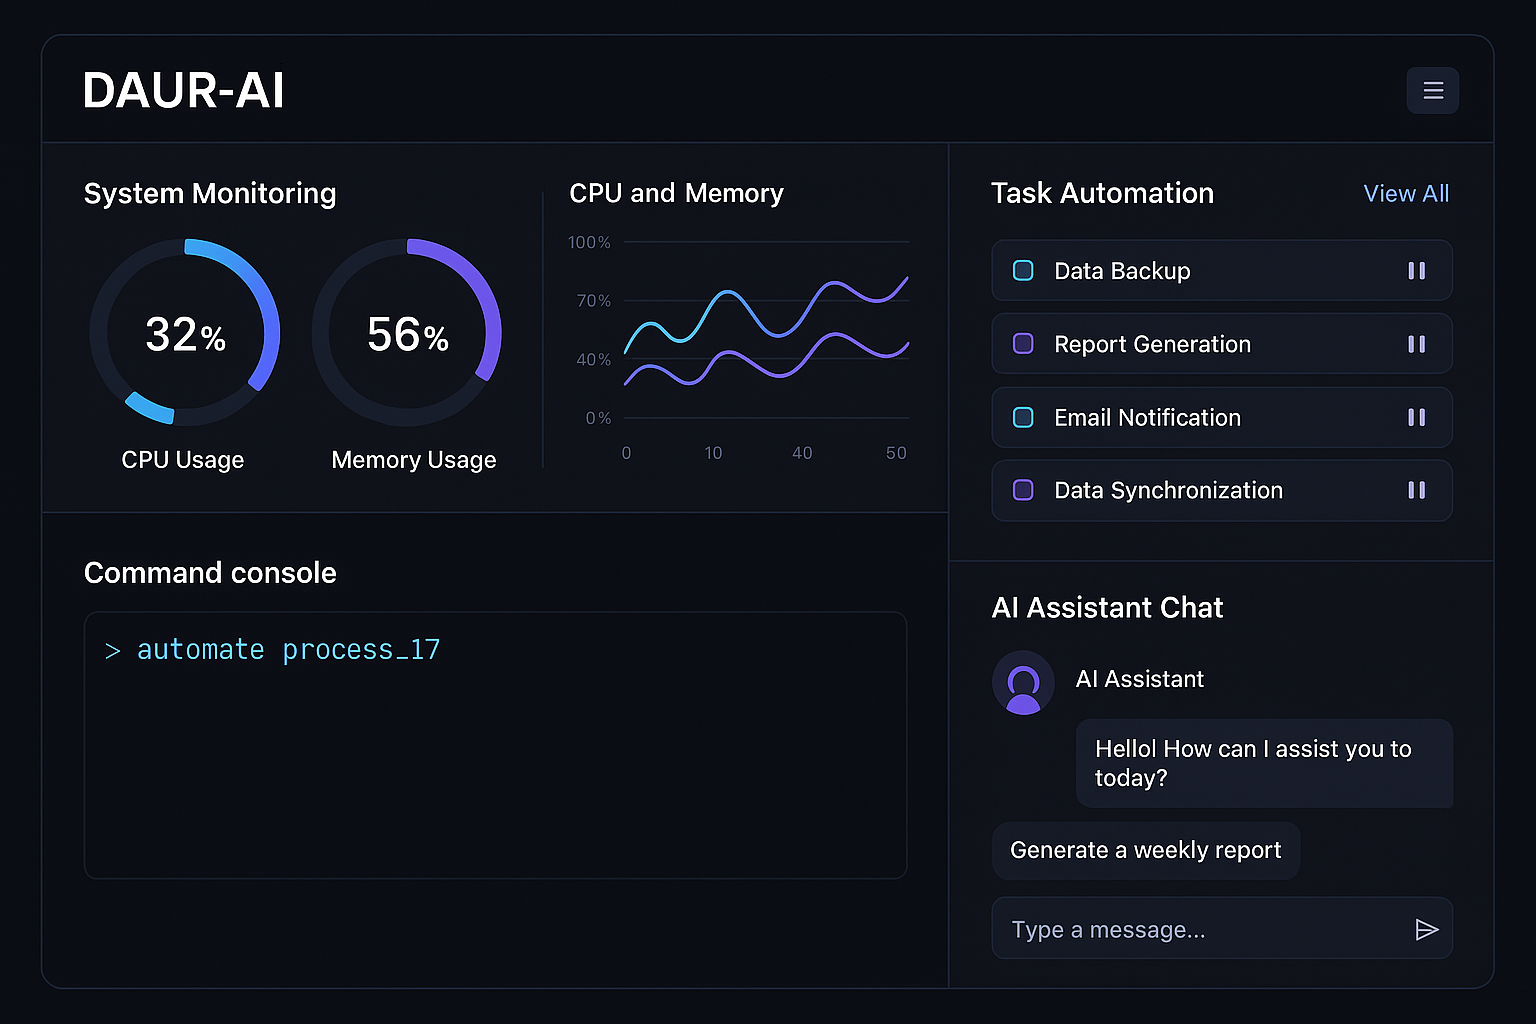 DAUR-AI
System Monitoring
32%
CPU Usage
56%
Memory Usage
CPU and Memory
100%
70%
40%
0%
0 10 40 50
Task Automation
View All
Data Backup
Report Generation
Email Notification
Data Synchronization
Command console
> automate process_17
AI Assistant Chat
AI Assistant
Hello! How can I assist you to
today?
Generate a weekly report
Type a message...